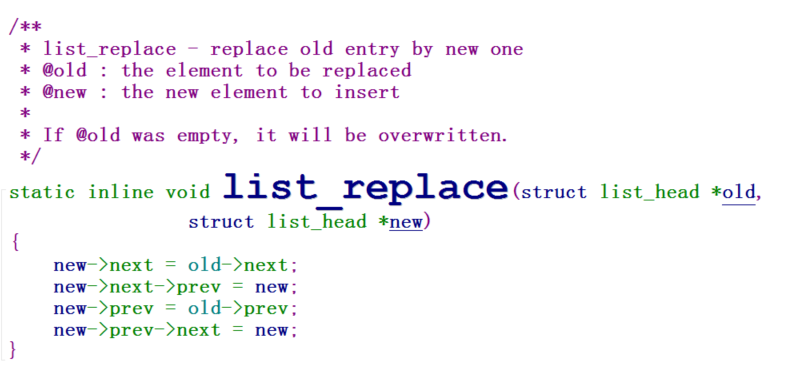 /**
 * list_replace - replace old entry by new one
 * @old : the element to be replaced
 * @new : the new element to insert
 *
 * If @old was empty, it will be overwritten.
 */
static inline void list_replace(struct list_head *old,
                struct list_head *new)
{
    new->next = old->next;
    new->next->prev = new;
    new->prev = old->prev;
    new->prev->next = new;
}